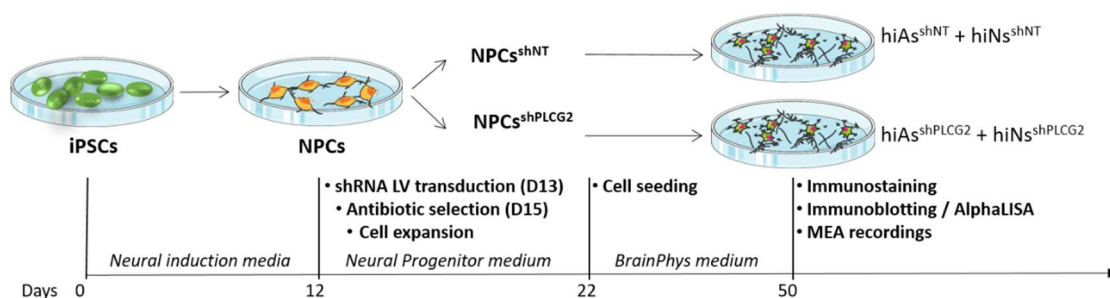 hiAs^shNT + hiNs^shNT
NPCs^shNT
NPCs^shPLCG2
hiAs^shPLCG2 + hiNs^shPLCG2
iPSCs
NPCs
• shRNA LV transduction (D13)
• Antibiotic selection (D15)
• Cell expansion
• Cell seeding
• Immunostaining
• Immunoblotting / AlphaLISA
• MEA recordings
Neural induction media
Neural Progenitor medium
BrainPhys medium
Days 0 12 22 50